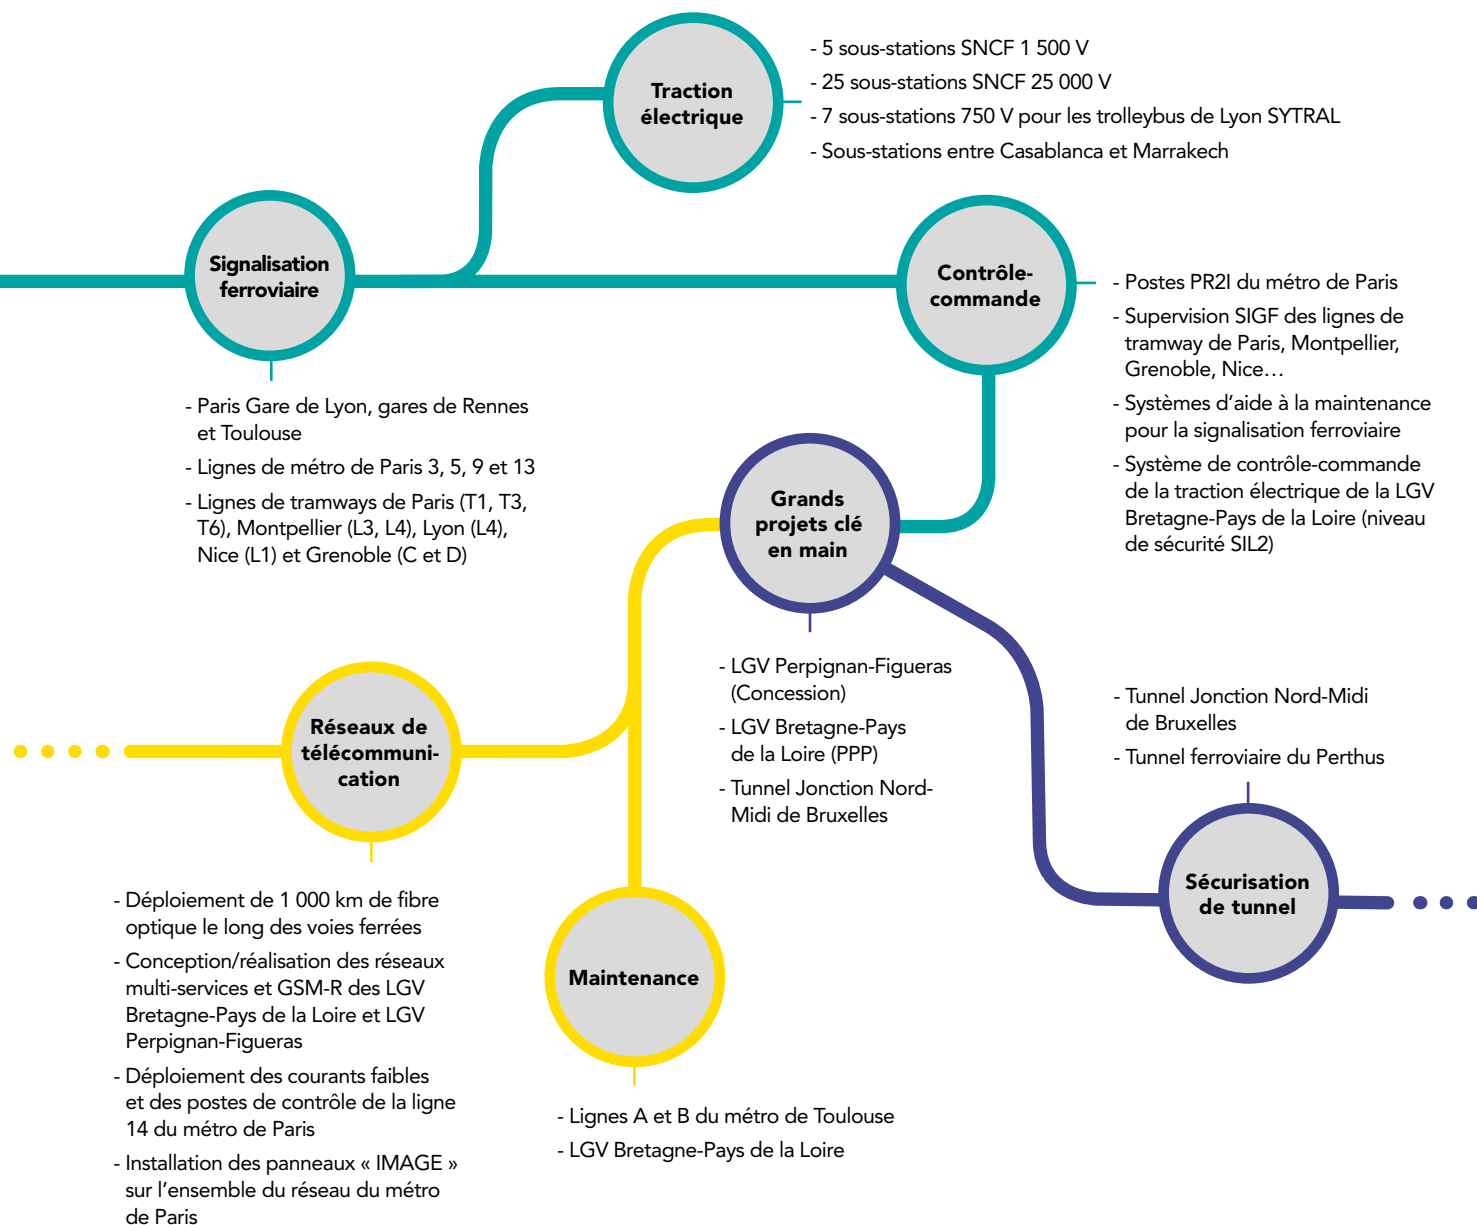 Traction
électrique
- 5 sous-stations SNCF 1 500 V
- 25 sous-stations SNCF 25 000 V
- 7 sous-stations 750 V pour les trolleybus de Lyon SYTRAL
- Sous-stations entre Casablanca et Marrakech
Signalisation
ferroviaire
- Paris Gare de Lyon, gares de Rennes
et Toulouse
- Lignes de métro de Paris 3, 5, 9 et 13
- Lignes de tramways de Paris (T1, T3,
T6), Montpellier (L3, L4), Lyon (L4),
Nice (L1) et Grenoble (C et D)
Contrôle-
commande
- Postes PR2I du métro de Paris
- Supervision SIGF des lignes de
tramway de Paris, Montpellier,
Grenoble, Nice…
- Systèmes d’aide à la maintenance
pour la signalisation ferroviaire
- Système de contrôle-commande
de la traction électrique de la LGV
Bretagne-Pays de la Loire (niveau
de sécurité SIL2)
Grands
projets clé
en main
- LGV Perpignan-Figueras
(Concession)
- LGV Bretagne-Pays
de la Loire (PPP)
- Tunnel Jonction Nord-
Midi de Bruxelles
Réseaux de
télécommuni-
cation
- Déploiement de 1 000 km de fibre
optique le long des voies ferrées
- Conception/réalisation des réseaux
multi-services et GSM-R des LGV
Bretagne-Pays de la Loire et LGV
Perpignan-Figueras
- Déploiement des courants faibles
et des postes de contrôle de la ligne
14 du métro de Paris
- Installation des panneaux « IMAGE »
sur l’ensemble du réseau du métro
de Paris
Maintenance
- Lignes A et B du métro de Toulouse
- LGV Bretagne-Pays de la Loire
- Tunnel Jonction Nord-Midi
de Bruxelles
- Tunnel ferroviaire du Perthus
Sécurisation
de tunnel